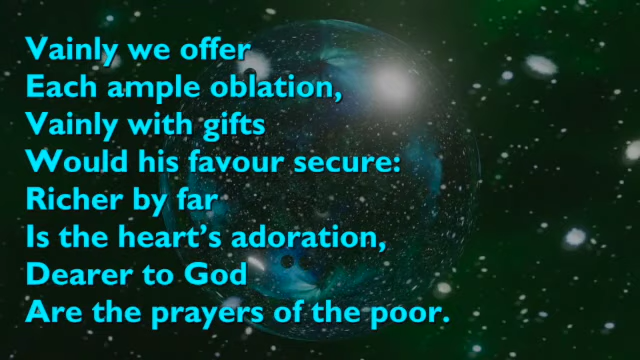 Vainly we offer
Each ample oblation,
Vainly with gifts
Would his favour secure:
Richer by far
Is the heart’s adoration,
Dearer to God
Are the prayers of the poor.